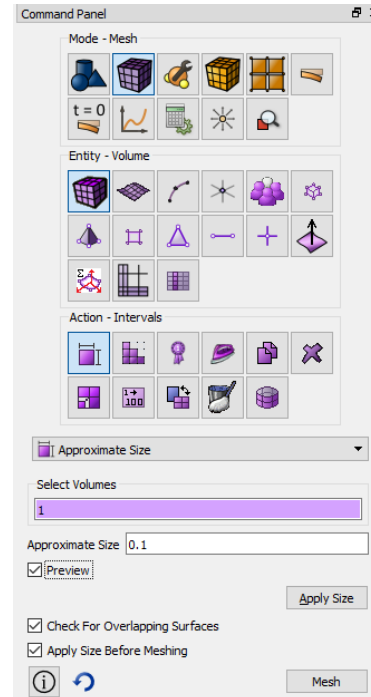 Command Panel
Mode - Mesh
t = 0
Entity - Volume
Σ
Action - Intervals
1→
100
Approximate Size
Select Volumes
1
Approximate Size 0.1
Preview
Apply Size
Check For Overlapping Surfaces
Apply Size Before Meshing
i
Mesh